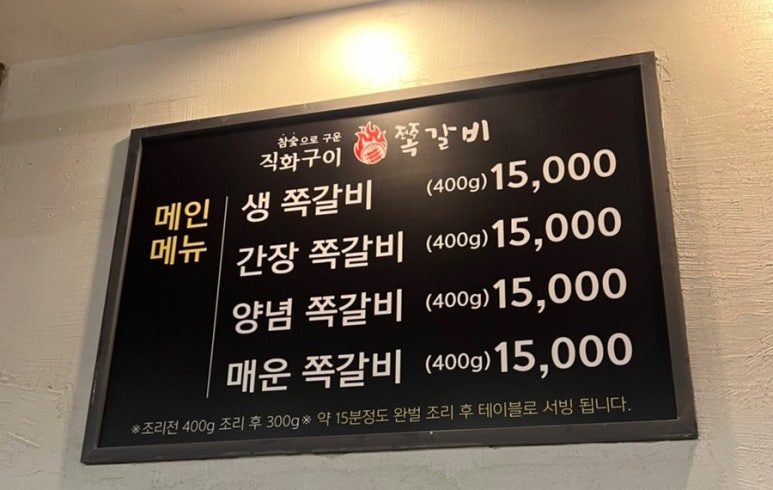 참숯으로 구운
직화구이 쪽갈비
메인
메뉴
생 쪽갈비 (400g) 15,000
간장 쪽갈비 (400g) 15,000
양념 쪽갈비 (400g) 15,000
매운 쪽갈비 (400g) 15,000
※조리전 400g 조리 후 300g※ 약 15분정도 완벌 조리 후 테이블로 서빙 됩니다.